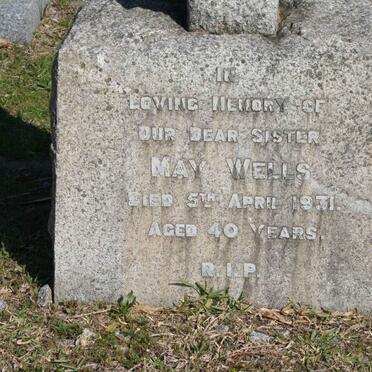 IN
LOVING MEMORY OF
OUR DEAR SISTER
MAY WELLS
DIED 5TH APRIL 1931.
AGED 40 YEARS.
R.I.P.